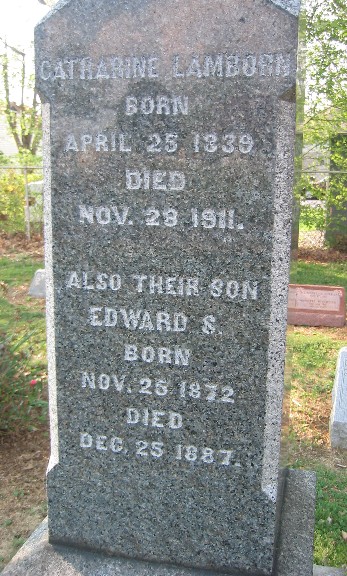 CATHARINE LAMBORN
BORN
APRIL 25 1839
DIED
NOV. 29 1911.
ALSO THEIR SON
EDWARD S.
BORN
NOV. 25 1872
DIED
DEC. 25 1887.